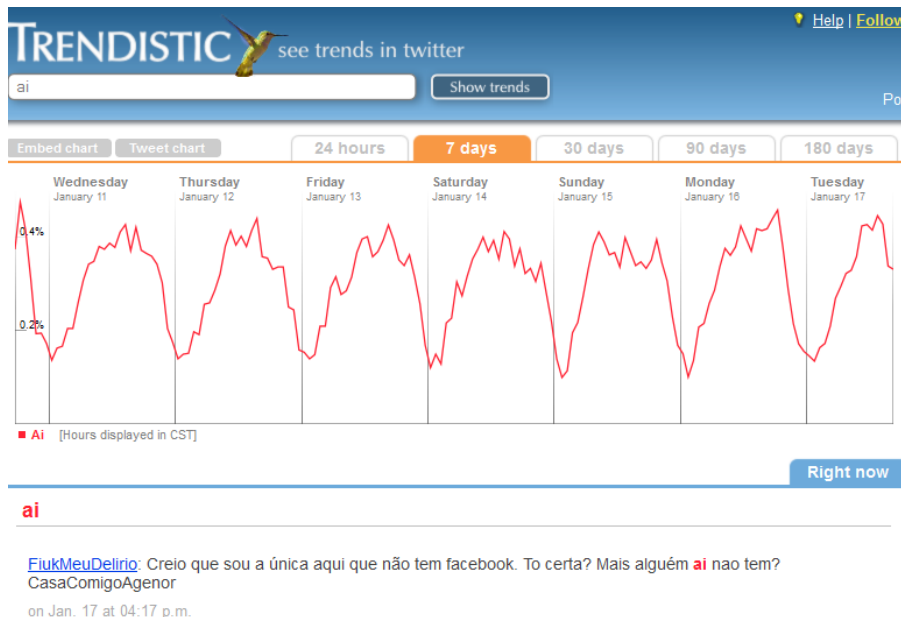 Help | Follow
TRENDISTIC see trends in twitter
ai Show trends
Po
Embed chart Tweet chart 24 hours 7 days 30 days 90 days 180 days
Wednesday Thursday Friday Saturday Sunday Monday Tuesday
January 11 January 12 January 13 January 14 January 15 January 16 January 17
0.4%
0.2%
Ai [Hours displayed in CST]
Right now
ai
FiukMeuDelirio: Creio que sou a única aqui que não tem facebook. To certa? Mais alguém ai nao tem?
CasaComigoAgenor
on Jan. 17 at 04:17 p.m.